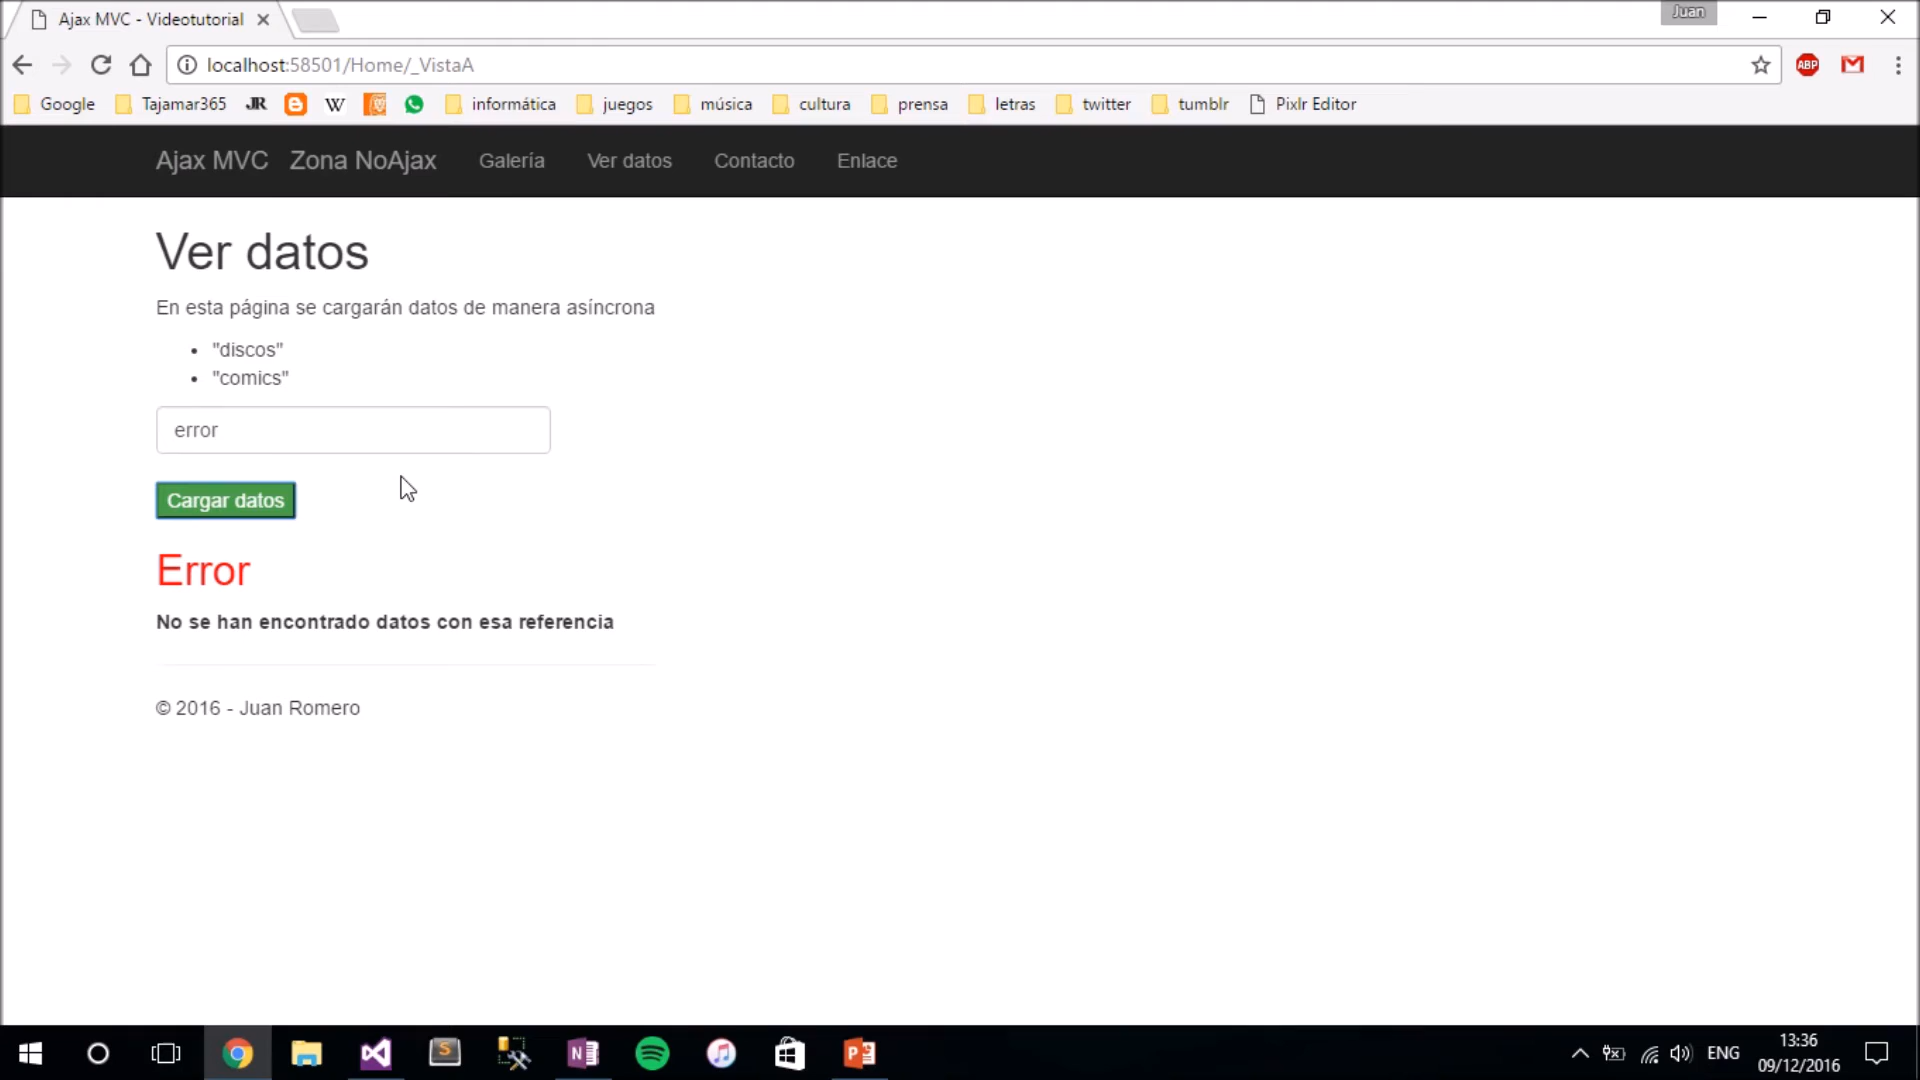 Ajax MVC - Videotutorial
Juan
localhost:58501/Home/_VistaA
ABP
Google Tajamar365 JR W informática juegos música cultura prensa letras twitter tumblr Pixlr Editor
Ajax MVC Zona NoAjax Galería Ver datos Contacto Enlace
Ver datos
En esta página se cargarán datos de manera asíncrona
"discos"
"comics"
error
Cargar datos
Error
No se han encontrado datos con esa referencia
© 2016 - Juan Romero
ENG
13:36
09/12/2016